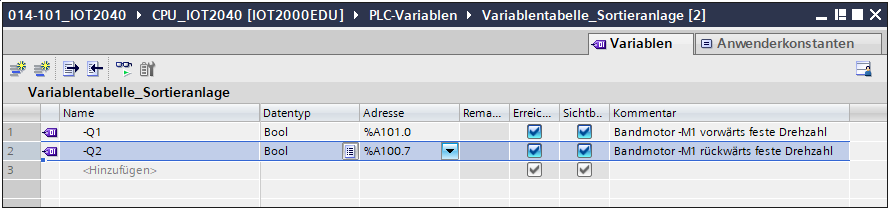 014-101_IOT2040 ▸ CPU_IOT2040 [IOT2000EDU] ▸ PLC-Variablen ▸ Variablentabelle_Sortieranlage [2]
Variablen Anwenderkonstanten
Variablentabelle_Sortieranlage
Name Datentyp Adresse Rema... Erreic... Sichtb.. Kommentar
1 -Q1 Bool %A101.0 Bandmotor -M1 vorwärts feste Drehzahl
2 -Q2 Bool %A100.7 Bandmotor -M1 rückwärts feste Drehzahl
3 <Hinzufügen>